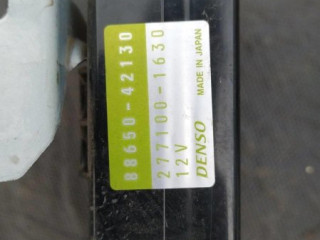 88650-42130
277100-1630
12V
DENSO
MADE IN JAPAN